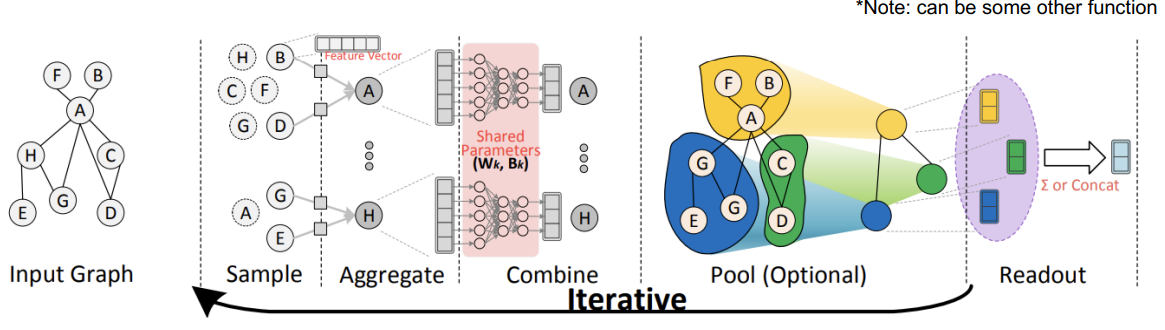 *Note: can be some other function
F B
A
H C
G
E D
Input Graph
H B
C F
G D
G
A
E
Sample
Feature Vector
A
H
Aggregate
Shared
Parameters
(Wk, Bk)
A
H
Combine
F B
A
G C
G
E D
Pool (Optional)
Σ or Concat
Readout
Iterative